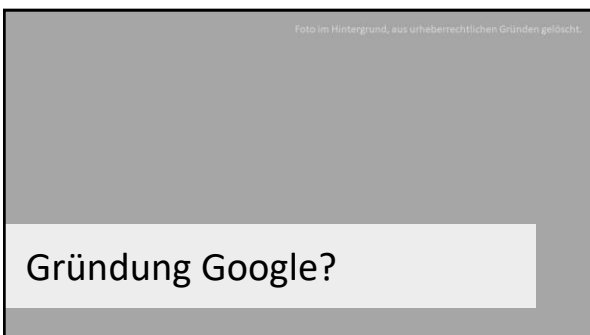 Foto im Hintergrund, aus urheberrechtlichen Gründen gelöscht.
Gründung Google?